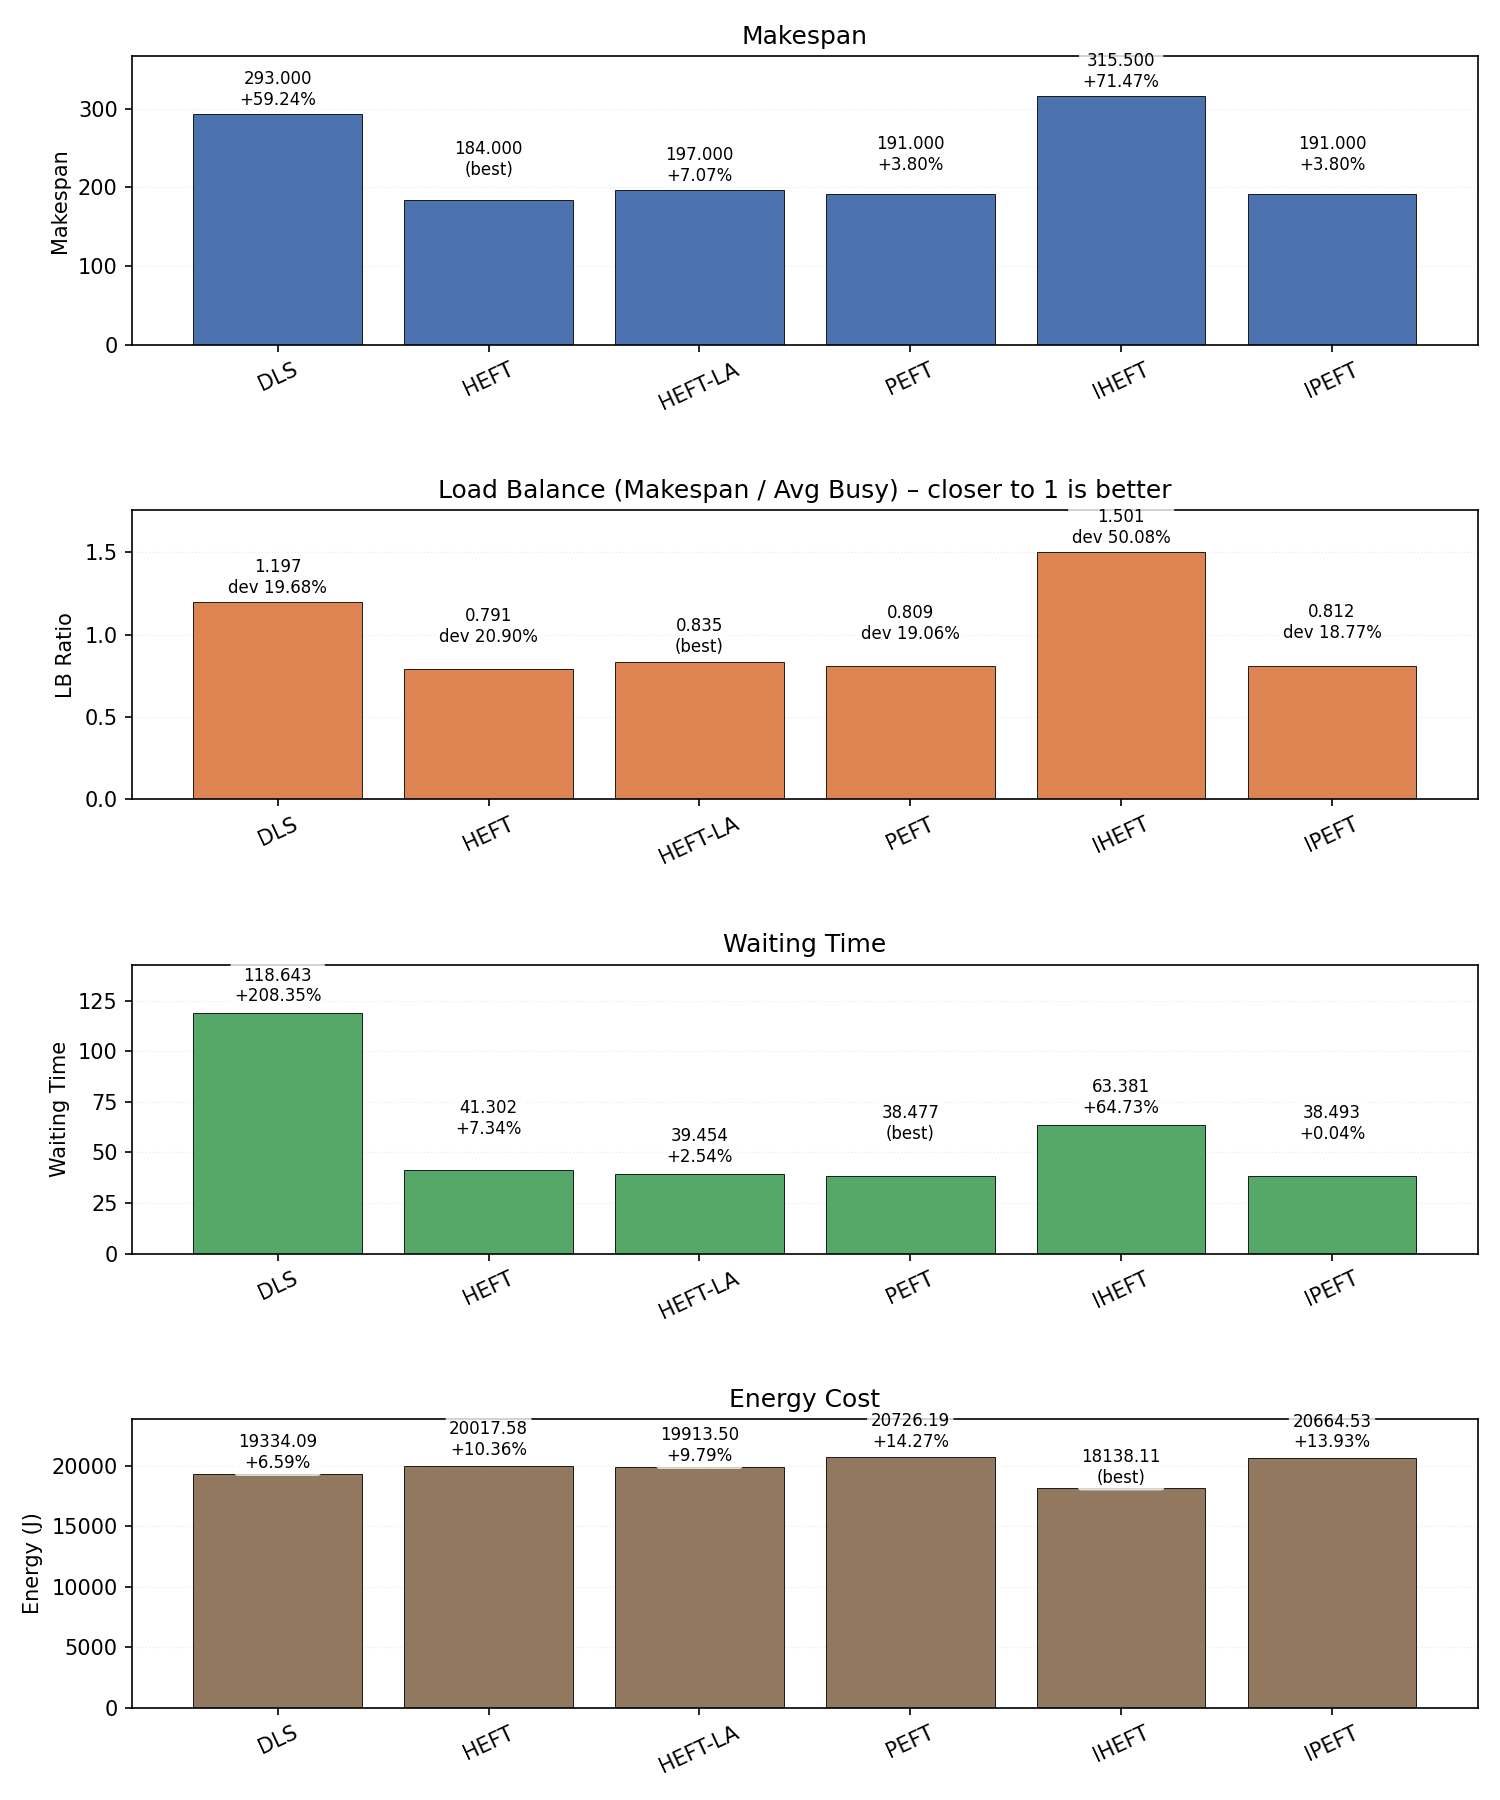 Makespan
Makespan
300
200
100
0
293.000
+59.24%
184.000
(best)
197.000
+7.07%
191.000
+3.80%
315.500
+71.47%
191.000
+3.80%
DLS
HEFT
HEFT-LA
PEFT
IHEFT
IPEFT
Load Balance (Makespan / Avg Busy) – closer to 1 is better
LB Ratio
1.5
1.0
0.5
0.0
1.197
dev 19.68%
0.791
dev 20.90%
0.835
(best)
0.809
dev 19.06%
1.501
dev 50.08%
0.812
dev 18.77%
DLS
HEFT
HEFT-LA
PEFT
IHEFT
IPEFT
Waiting Time
Waiting Time
125
100
75
50
25
0
118.643
+208.35%
41.302
+7.34%
39.454
+2.54%
38.477
(best)
63.381
+64.73%
38.493
+0.04%
DLS
HEFT
HEFT-LA
PEFT
IHEFT
IPEFT
Energy Cost
Energy (J)
20000
15000
10000
5000
0
19334.09
+6.59%
20017.58
+10.36%
19913.50
+9.79%
20726.19
+14.27%
18138.11
(best)
20664.53
+13.93%
DLS
HEFT
HEFT-LA
PEFT
IHEFT
IPEFT